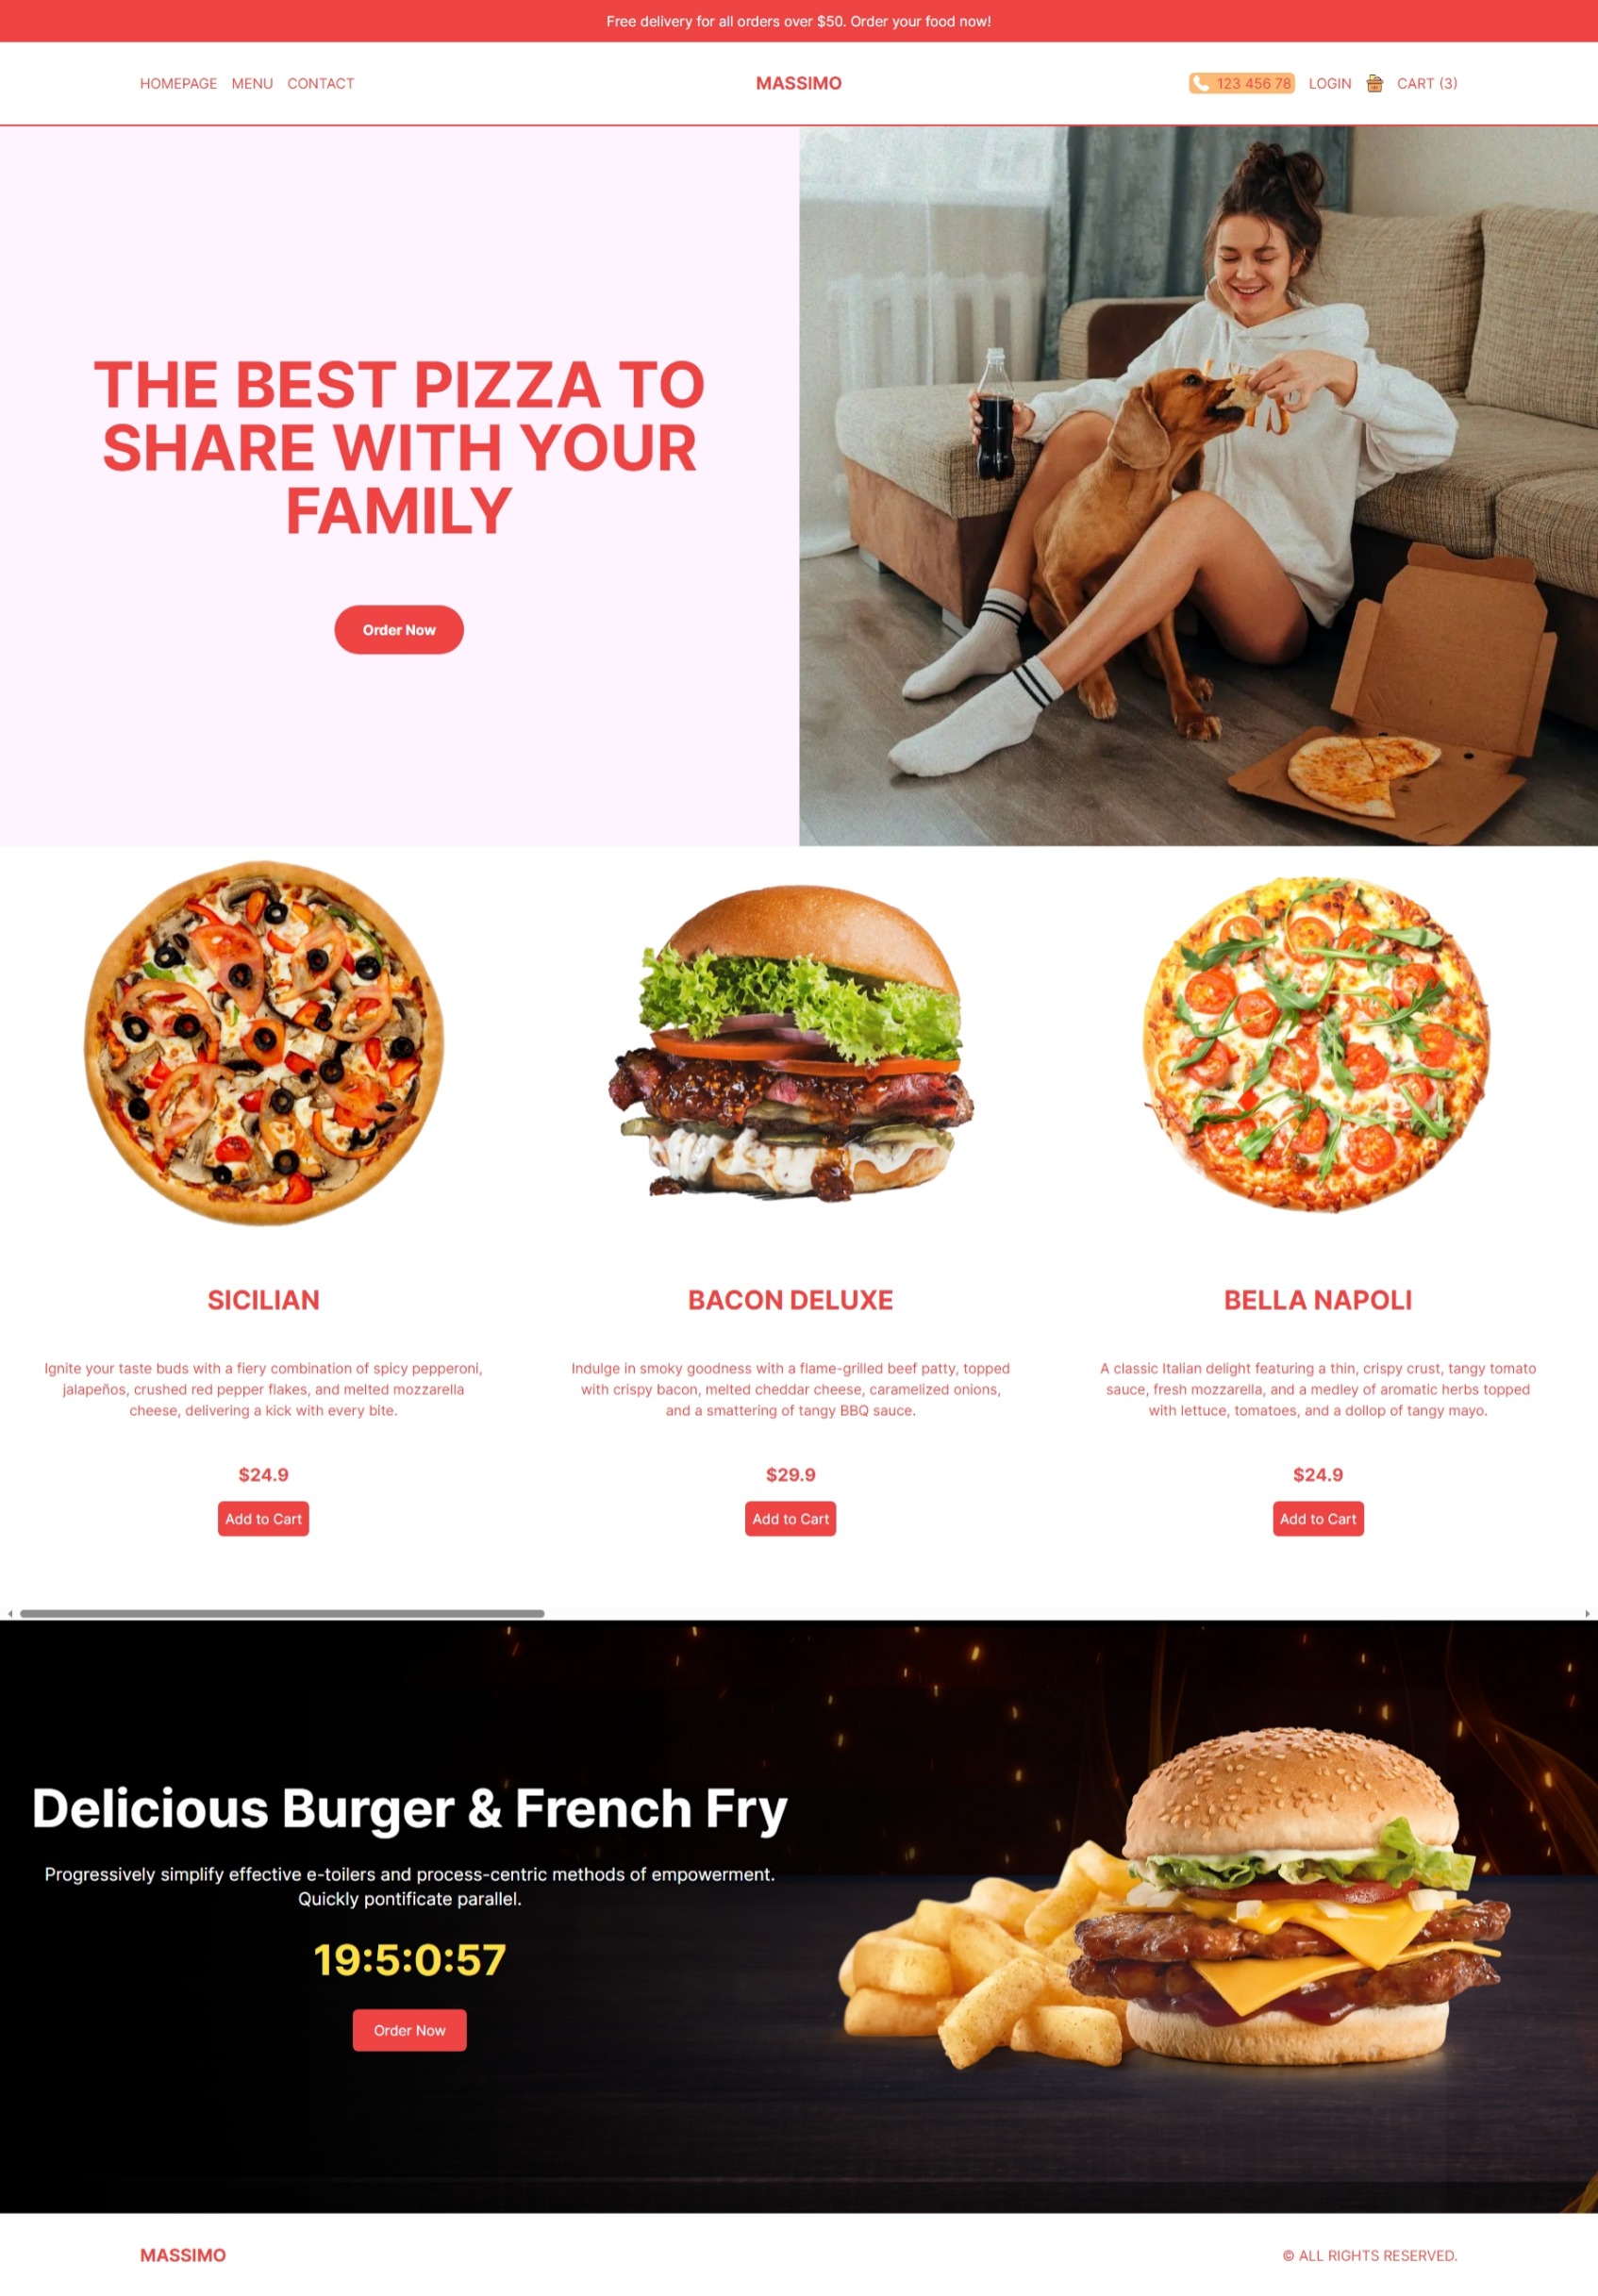 Free delivery for all orders over $50. Order your food now!
HOMEPAGE MENU CONTACT
MASSIMO
123 456 78 LOGIN CART (3)
THE BEST PIZZA TO
SHARE WITH YOUR
FAMILY
Order Now
SICILIAN
Ignite your taste buds with a fiery combination of spicy pepperoni,
jalapeños, crushed red pepper flakes, and melted mozzarella
cheese, delivering a kick with every bite.
$24.9
Add to Cart
BACON DELUXE
Indulge in smoky goodness with a flame-grilled beef patty, topped
with crispy bacon, melted cheddar cheese, caramelized onions,
and a smattering of tangy BBQ sauce.
$29.9
Add to Cart
BELLA NAPOLI
A classic Italian delight featuring a thin, crispy crust, tangy tomato
sauce, fresh mozzarella, and a medley of aromatic herbs topped
with lettuce, tomatoes, and a dollop of tangy mayo.
$24.9
Add to Cart
Delicious Burger & French Fry
Progressively simplify effective e-toilers and process-centric methods of empowerment.
Quickly pontificate parallel.
19:5:0:57
Order Now
MASSIMO
© ALL RIGHTS RESERVED.